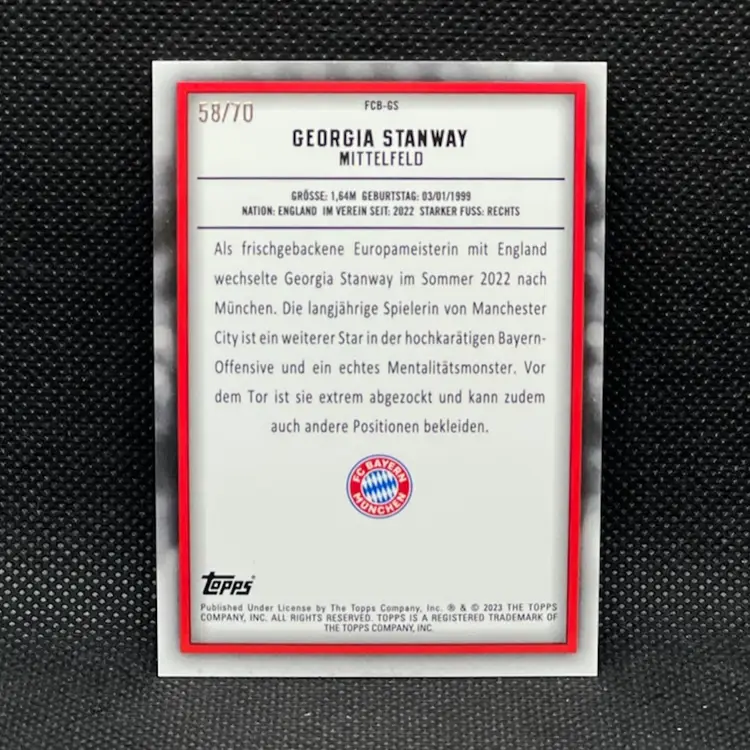 58/70
FCB-GS
GEORGIA STANWAY
MITTELFELD
GRÖSSE: 1,64M GEBURTSTAG: 03/01/1999
NATION: ENGLAND IM VEREIN SEIT: 2022 STARKER FUSS: RECHTS
Als frischgebackene Europameisterin mit England
wechselte Georgia Stanway im Sommer 2022 nach
München. Die langjährige Spielerin von Manchester
City ist ein weiterer Star in der hochkarätigen Bayern-
Offensive und ein echtes Mentalitätsmonster. Vor
dem Tor ist sie extrem abgezockt und kann zudem
auch andere Positionen bekleiden.
FC BAYERN
MÜNCHEN
Topps®
Published Under License by The Topps Company, Inc. ® & © 2023 THE TOPPS
COMPANY, INC. ALL RIGHTS RESERVED. TOPPS IS A REGISTERED TRADEMARK OF
THE TOPPS COMPANY, INC.